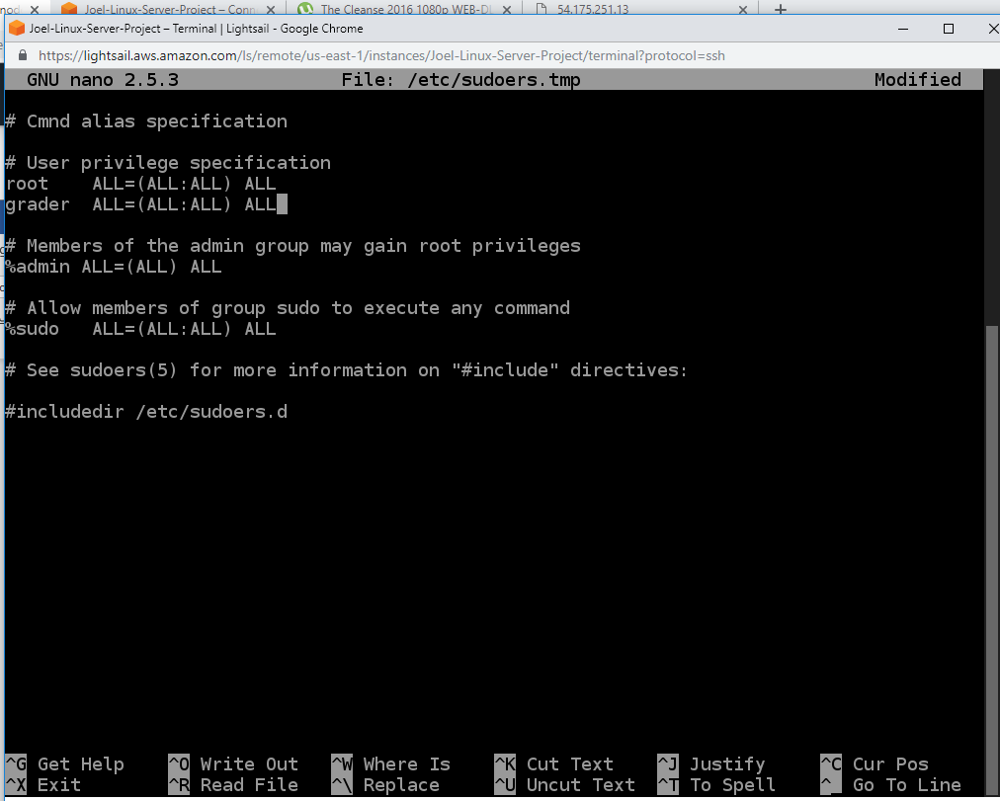 Joel-Linux-Server-Project – Conn
The Cleanse 2016 1080p WEB-DL
54.175.251.13
Joel-Linux-Server-Project – Terminal | Lightsail - Google Chrome
https://lightsail.aws.amazon.com/ls/remote/us-east-1/instances/Joel-Linux-Server-Project/terminal?protocol=ssh
GNU nano 2.5.3 File: /etc/sudoers.tmp Modified
# Cmnd alias specification
# User privilege specification
root ALL=(ALL:ALL) ALL
grader ALL=(ALL:ALL) ALL
# Members of the admin group may gain root privileges
%admin ALL=(ALL) ALL
# Allow members of group sudo to execute any command
%sudo ALL=(ALL:ALL) ALL
# See sudoers(5) for more information on "#include" directives:
#includedir /etc/sudoers.d
^G Get Help ^O Write Out ^W Where Is ^K Cut Text ^J Justify ^C Cur Pos
^X Exit ^R Read File ^\ Replace ^U Uncut Text ^T To Spell ^_ Go To Line